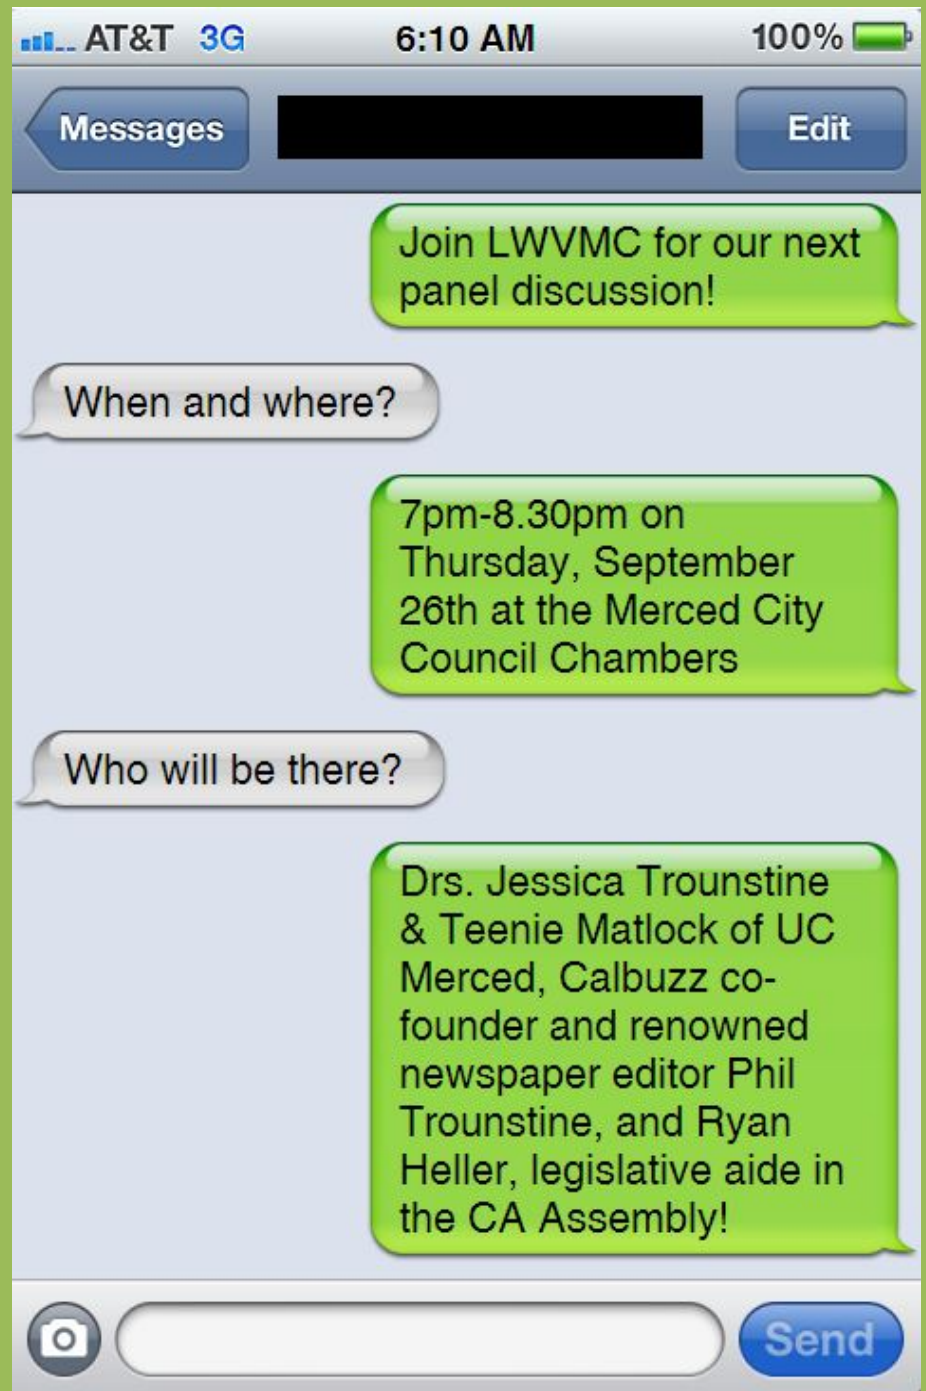 AT&T 3G 6:10 AM 100%
Messages Edit
Join LWVMC for our next
panel discussion!
When and where?
7pm-8.30pm on
Thursday, September
26th at the Merced City
Council Chambers
Who will be there?
Drs. Jessica Trounstine
& Teenie Matlock of UC
Merced, Calbuzz co-
founder and renowned
newspaper editor Phil
Trounstine, and Ryan
Heller, legislative aide in
the CA Assembly!
Send